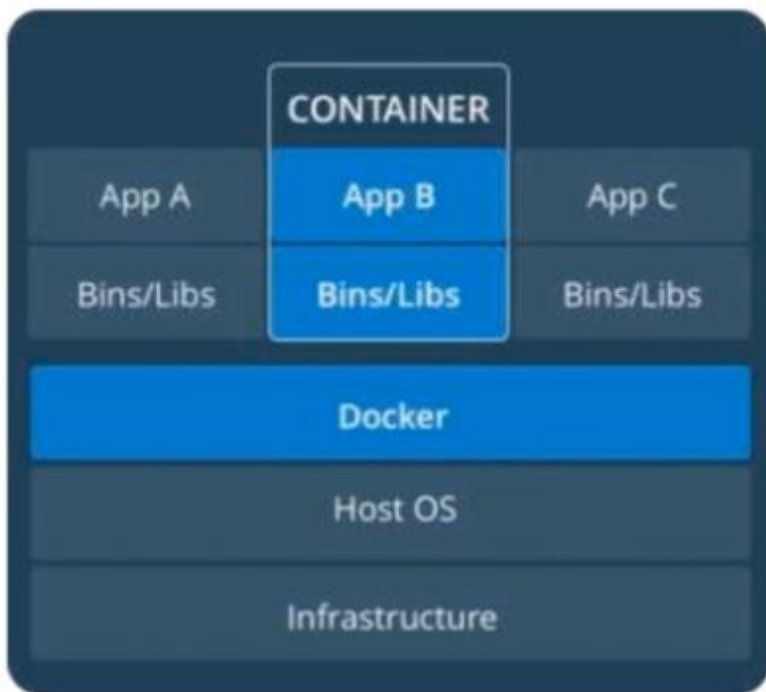 CONTAINER
App A App B App C
Bins/Libs Bins/Libs Bins/Libs
Docker
Host OS
Infrastructure